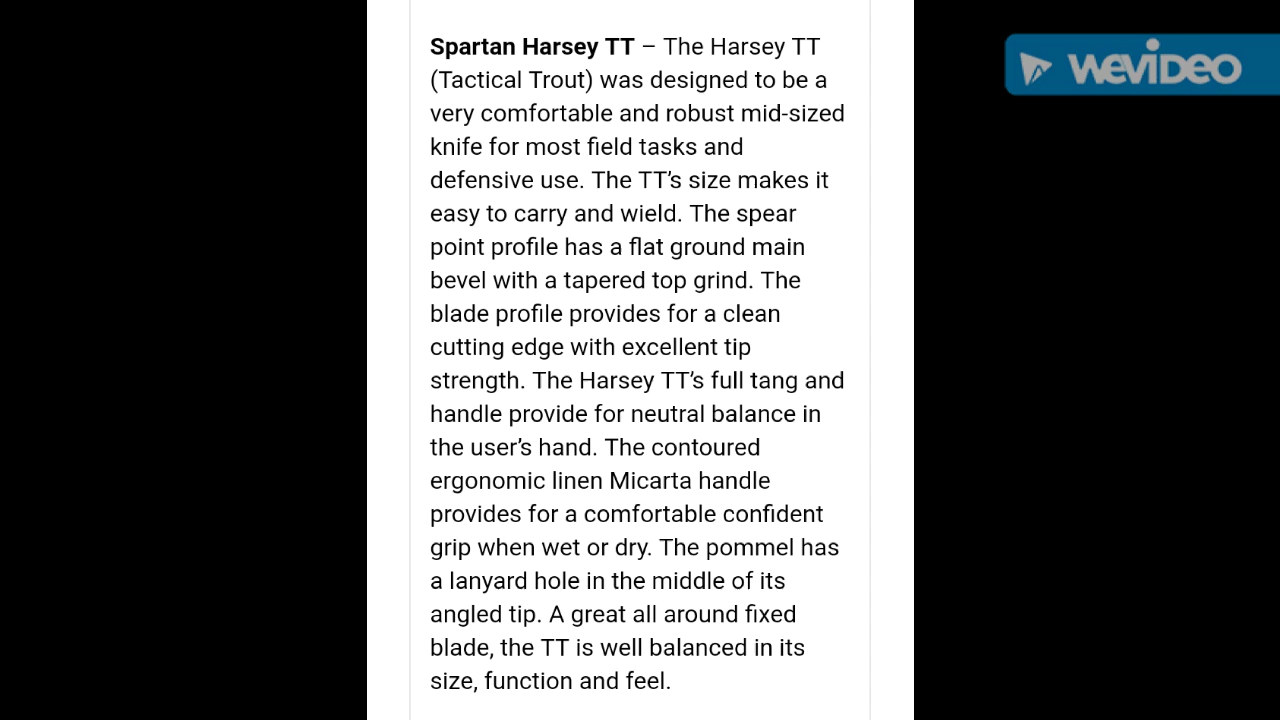 Spartan Harsey TT – The Harsey TT
(Tactical Trout) was designed to be a
very comfortable and robust mid-sized
knife for most field tasks and
defensive use. The TT’s size makes it
easy to carry and wield. The spear
point profile has a flat ground main
bevel with a tapered top grind. The
blade profile provides for a clean
cutting edge with excellent tip
strength. The Harsey TT’s full tang and
handle provide for neutral balance in
the user’s hand. The contoured
ergonomic linen Micarta handle
provides for a comfortable confident
grip when wet or dry. The pommel has
a lanyard hole in the middle of its
angled tip. A great all around fixed
blade, the TT is well balanced in its
size, function and feel.
WEVIDEO